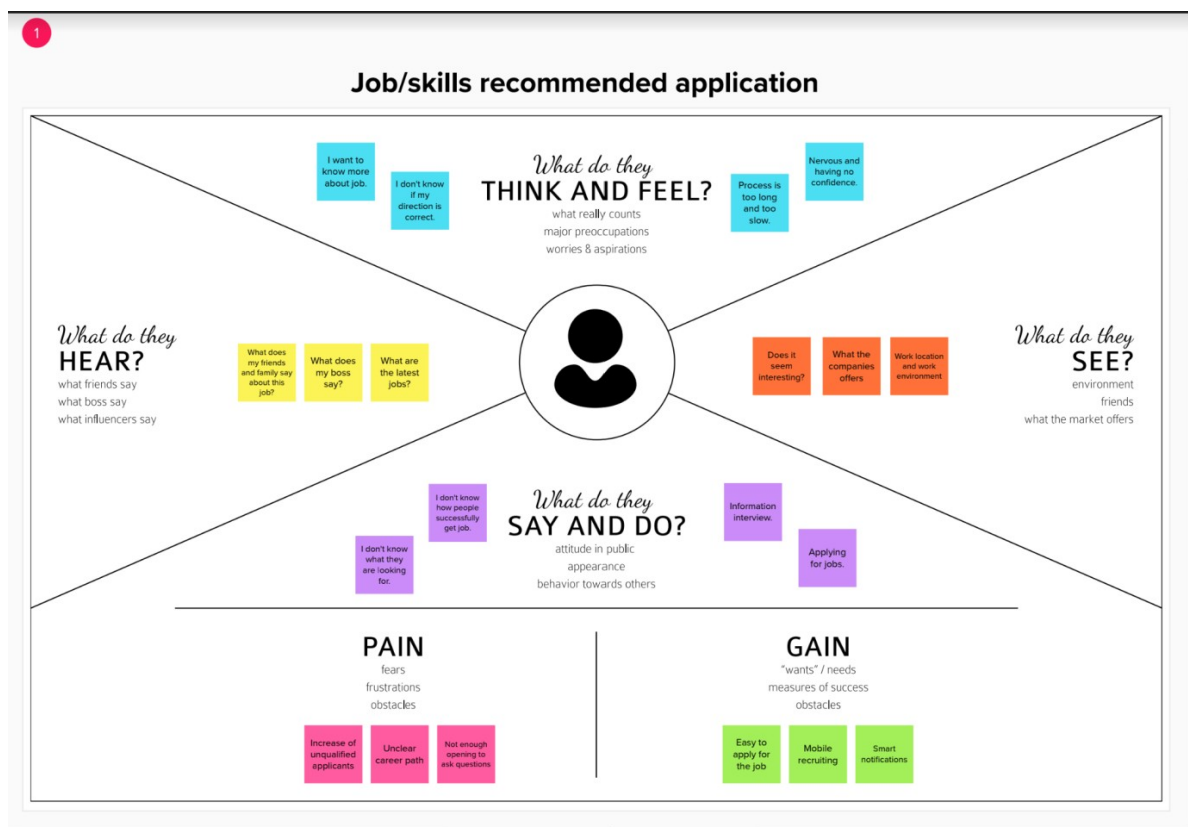 1
Job/skills recommended application
What do they
THINK AND FEEL?
what really counts
major preoccupations
worries & aspirations
I want to
know more
about job.
I don't know
if my
direction is
correct.
Process is
too long
and too
slow.
Nervous and
having no
confidence.
What do they
HEAR?
what friends say
what boss say
what influencers say
What does
my friends
and family say
about this
job?
What does
my boss
say?
What are
the latest
jobs?
Does it
seem
interesting?
What the
companies
offers
Work location
and work
environment
What do they
SEE?
environment
friends
what the market offers
What do they
SAY AND DO?
attitude in public
appearance
behavior towards others
I don't know
how people
successfully
get job.
I don't know
what they
are looking
for.
Information
interview.
Applying
for jobs.
PAIN
fears
frustrations
obstacles
Increase of
unqualified
applicants
Unclear
career path
Not enough
opening to
ask questions
GAIN
"wants" / needs
measures of success
obstacles
Easy to
apply for
the job
Mobile
recruiting
Smart
notifications